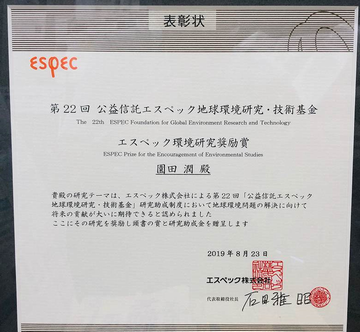 表彰状
ESPEC
第22回 公益信託エスペック地球環境研究・技術基金
The 22th ESPEC Foundation for Global Environment Research and Technology
エスペック環境研究奨励賞
ESPEC Prize for the Encouragement of Environmental Studies
園田 潤 殿
貴殿の研究テーマは、エスペック株式会社による第22回「公益信託エスペック
地球環境研究・技術基金」研究助成制度において地球環境問題の解決に向けて
将来の貢献が大いに期待できると認められました
ここにその研究を奨励し頭書の賞と研究助成金を贈呈します
2019年8月23日
エスペック株式会社
代表取締役社長 石田雅昭